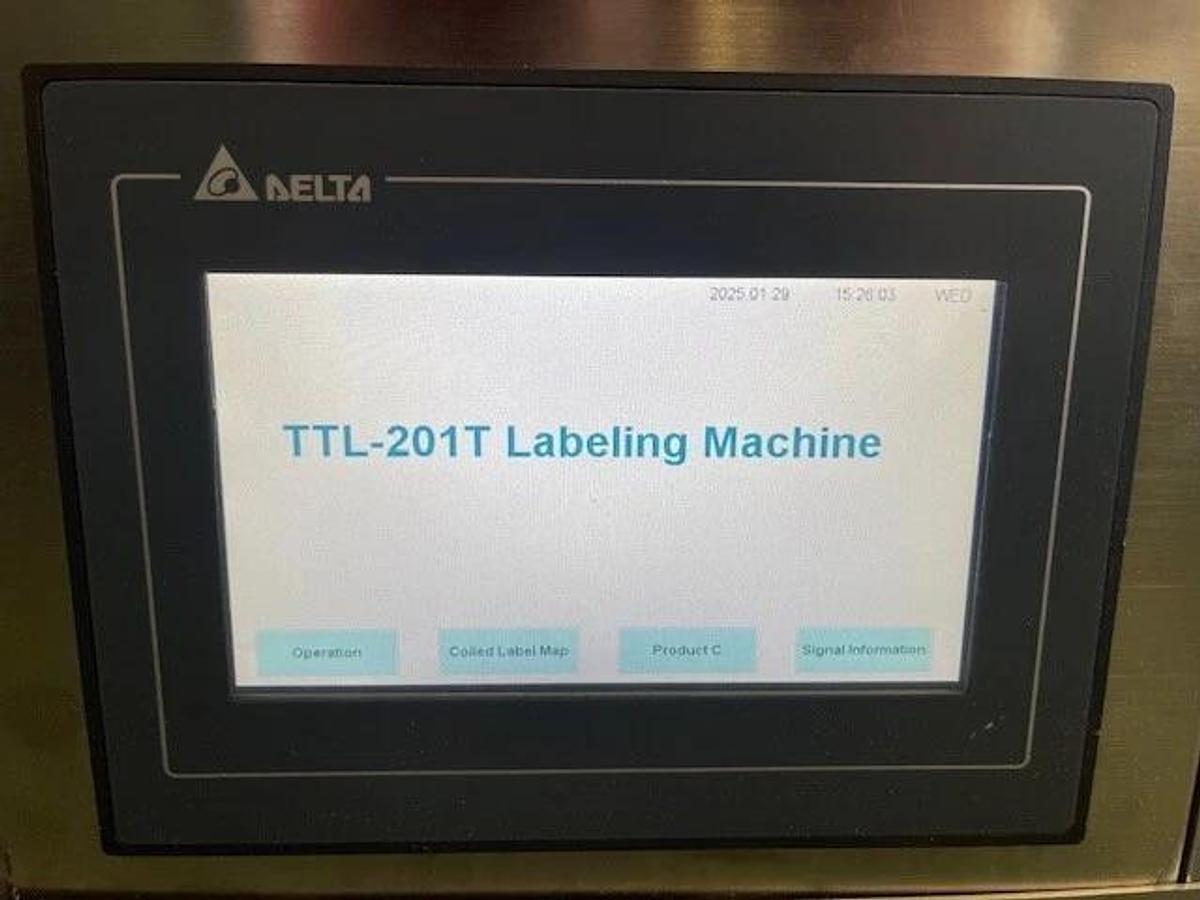 DELTA
2025.01.29 15:26:03 WED
TTL-201T Labeling Machine
Operation Coiled Label Map Product C Signal Information